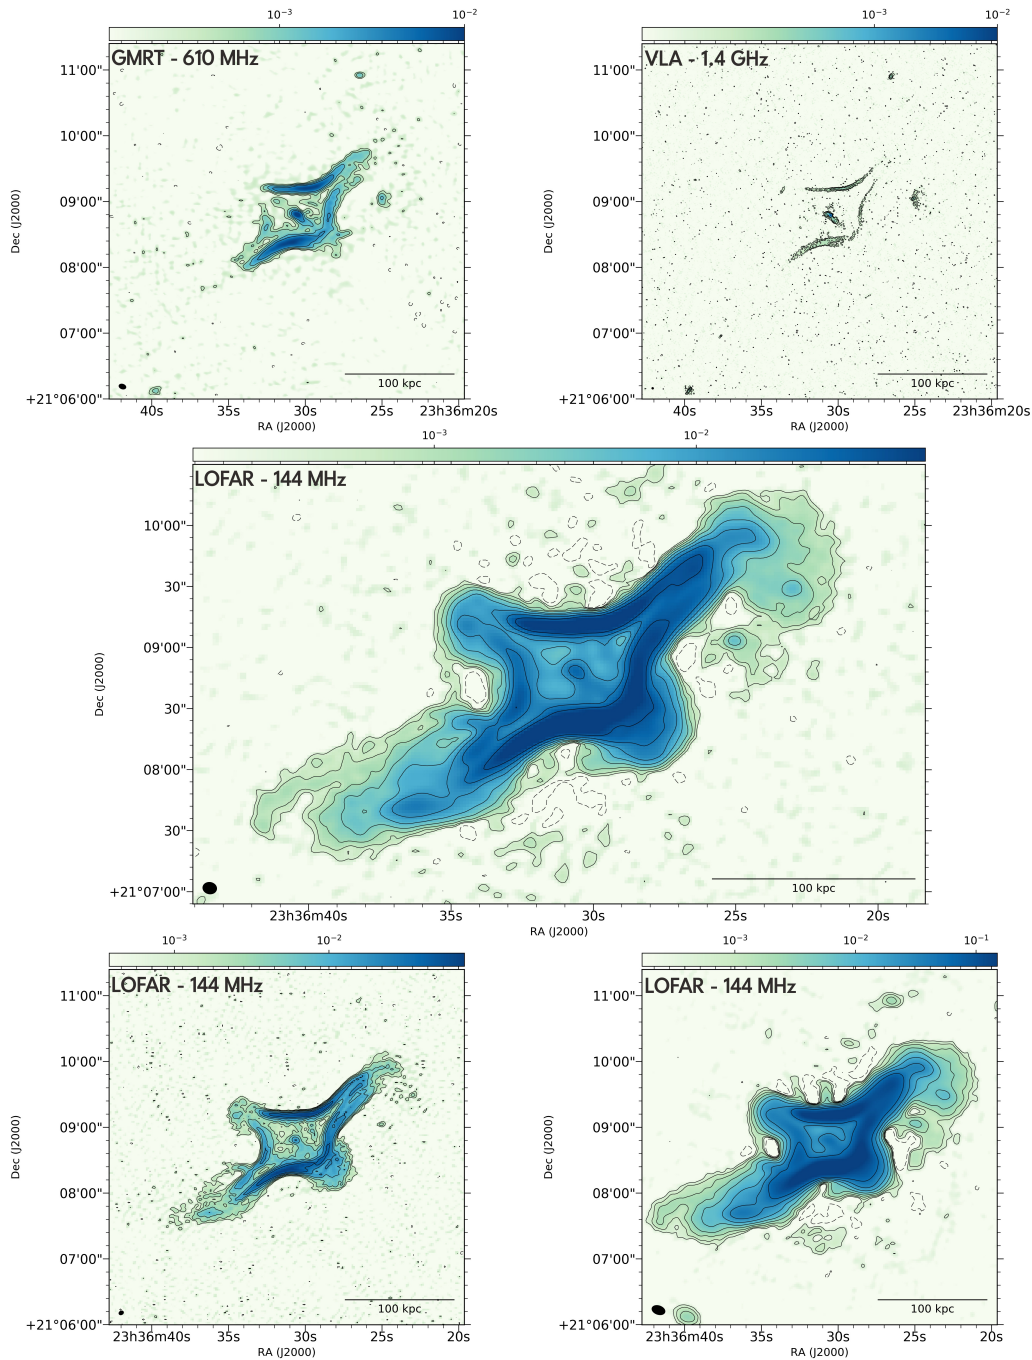 10⁻³ 10⁻²
GMRT - 610 MHz
11'00"
10'00"
09'00"
08'00"
07'00"
+21°06'00"
Dec (J2000)
100 kpc
40s 35s 30s 25s 23h36m20s
RA (J2000)
10⁻³ 10⁻²
VLA - 1.4 GHz
11'00"
10'00"
09'00"
08'00"
07'00"
+21°06'00"
Dec (J2000)
100 kpc
40s 35s 30s 25s 23h36m20s
RA (J2000)
10⁻³ 10⁻²
LOFAR - 144 MHz
10'00"
30"
09'00"
30"
08'00"
30"
+21°07'00"
Dec (J2000)
100 kpc
23h36m40s 35s 30s 25s 20s
RA (J2000)
10⁻³ 10⁻²
LOFAR - 144 MHz
11'00"
10'00"
09'00"
08'00"
07'00"
+21°06'00"
Dec (J2000)
100 kpc
23h36m40s 35s 30s 25s 20s
RA (J2000)
10⁻³ 10⁻² 10⁻¹
LOFAR - 144 MHz
11'00"
10'00"
09'00"
08'00"
07'00"
+21°06'00"
Dec (J2000)
100 kpc
23h36m40s 35s 30s 25s 20s
RA (J2000)